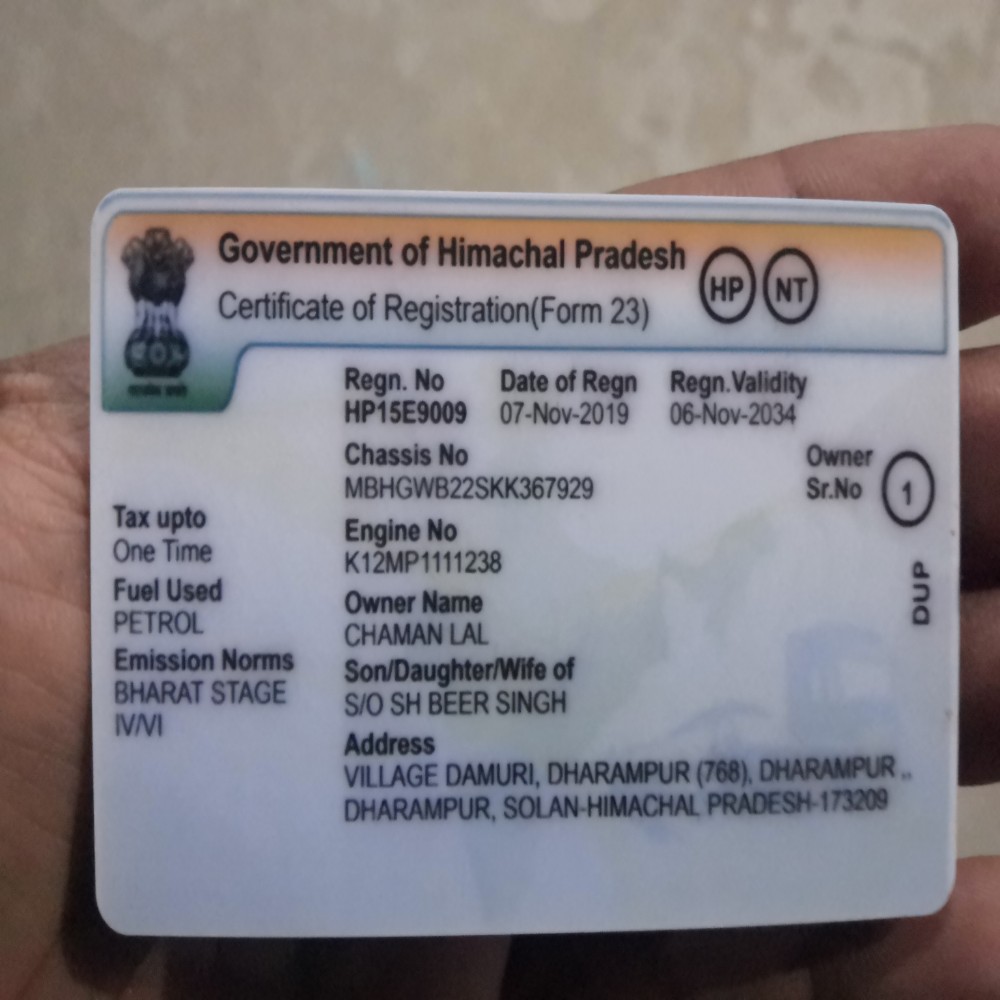 Government of Himachal Pradesh
HP NT
Certificate of Registration(Form 23)
Regn. No Date of Regn Regn.Validity
HP15E9009 07-Nov-2019 06-Nov-2034
Chassis No
MBHGWB22SKK367929
Owner
Sr.No 1
Tax upto
One Time
Engine No
K12MP1111238
Fuel Used
PETROL
Owner Name
CHAMAN LAL
DUP
Emission Norms
BHARAT STAGE
IV/VI
Son/Daughter/Wife of
S/O SH BEER SINGH
Address
VILLAGE DAMURI, DHARAMPUR (768), DHARAMPUR ,,
DHARAMPUR, SOLAN-HIMACHAL PRADESH-173209